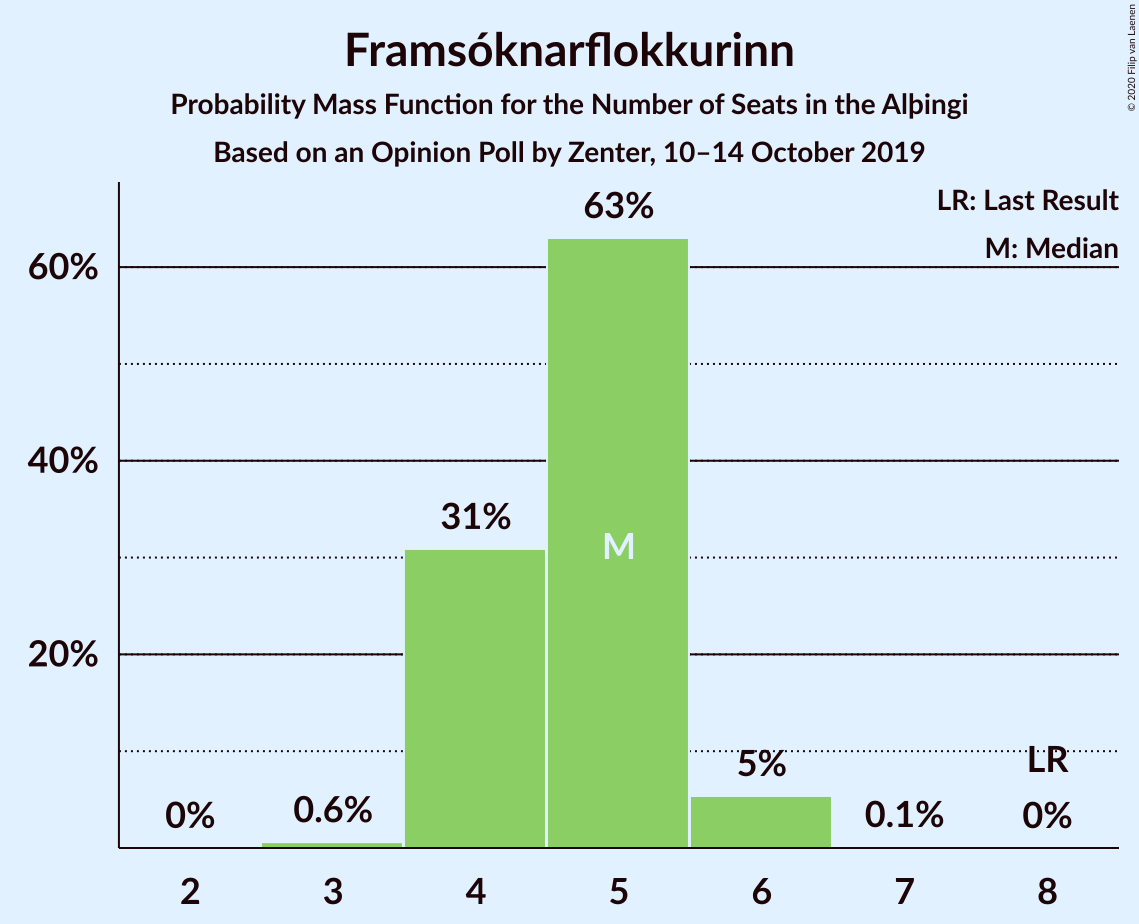 Framsóknarflokkurinn
Probability Mass Function for the Number of Seats in the Alþingi
Based on an Opinion Poll by Zenter, 10–14 October 2019
© 2020 Filip van Laenen
LR: Last Result
M: Median
60%
40%
20%
0%
0.6%
31%
63%
M
5%
0.1%
LR
0%
2 3 4 5 6 7 8